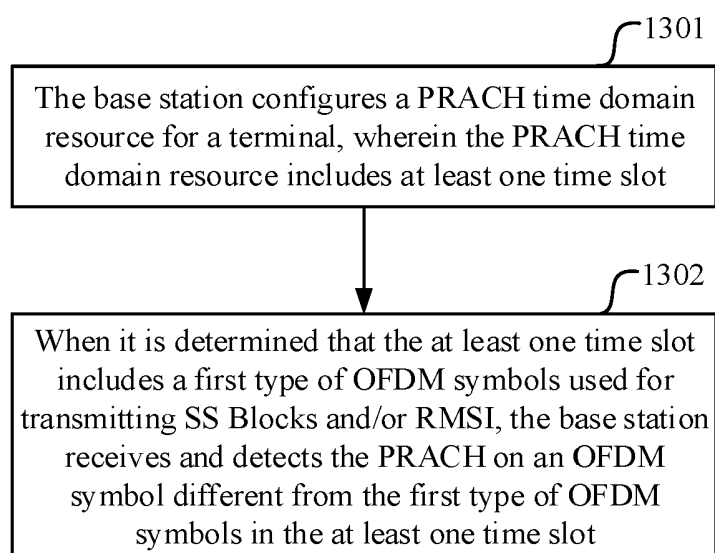 1301
The base station configures a PRACH time domain
resource for a terminal, wherein the PRACH time
domain resource includes at least one time slot
1302
When it is determined that the at least one time slot
includes a first type of OFDM symbols used for
transmitting SS Blocks and/or RMSI, the base station
receives and detects the PRACH on an OFDM
symbol different from the first type of OFDM
symbols in the at least one time slot